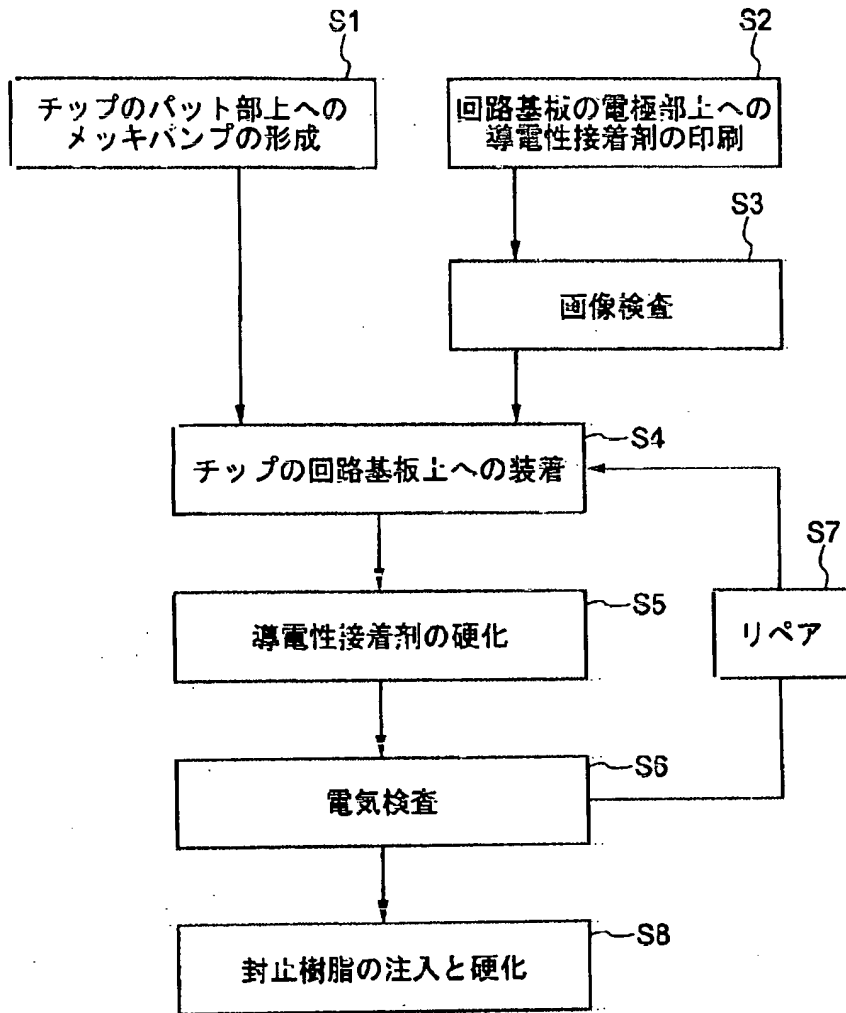 S1
チップのパット部上への
メッキバンプの形成
S2
回路基板の電極部上への
導電性接着剤の印刷
S3
画像検査
S4
チップの回路基板上への装着
S5
導電性接着剤の硬化
S7
リペア
S6
電気検査
S8
封止樹脂の注入と硬化